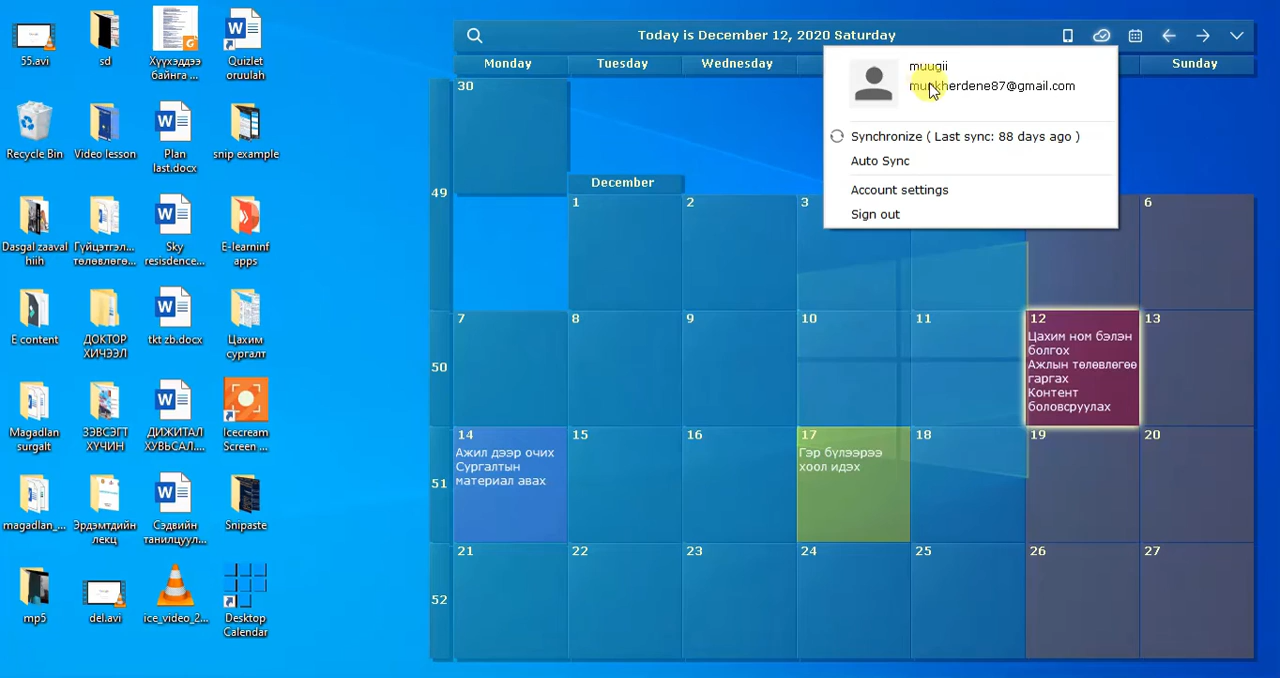 55.avi
sd
Хүүхэддээ
байнга ...
Quizlet
oruulah
Recycle Bin
Video lesson
Plan
last.docx
snip example
Dasgal zaaval
hiih
Гүйцэтгэл...
төлөвлөгө...
Sky
resisdence...
E-learninf
apps
E content
ДОКТОР
ХИЧЭЭЛ
tkt zb.docx
Цахим
сургалт
Magadlan
surgalt
ЗЭВСЭГТ
ХҮЧИН
ДИЖИТАЛ
ХУВЬСАЛ...
Icecream
Screen ...
magadlan_...
Эрдэмтдийн
лекц
Сэдвийн
танилцуул...
Snipaste
mp5
del.avi
ice_video_2...
Desktop
Calendar
Today is December 12, 2020 Saturday
Monday
Tuesday
Wednesday
Sunday
muugii
munkherdene87@gmail.com
Synchronize ( Last sync: 88 days ago )
Auto Sync
Account settings
Sign out
49
30
December
1
2
3
6
50
7
8
9
10
11
12
Цахим ном бэлэн
болгох
Ажлын төлөвлөгөө
гаргах
Контент
боловсруулах
13
51
14
Ажил дээр очих
Сургалтын
материал авах
15
16
17
Гэр бүлээрээ
хоол идэх
18
19
20
52
21
22
23
24
25
26
27